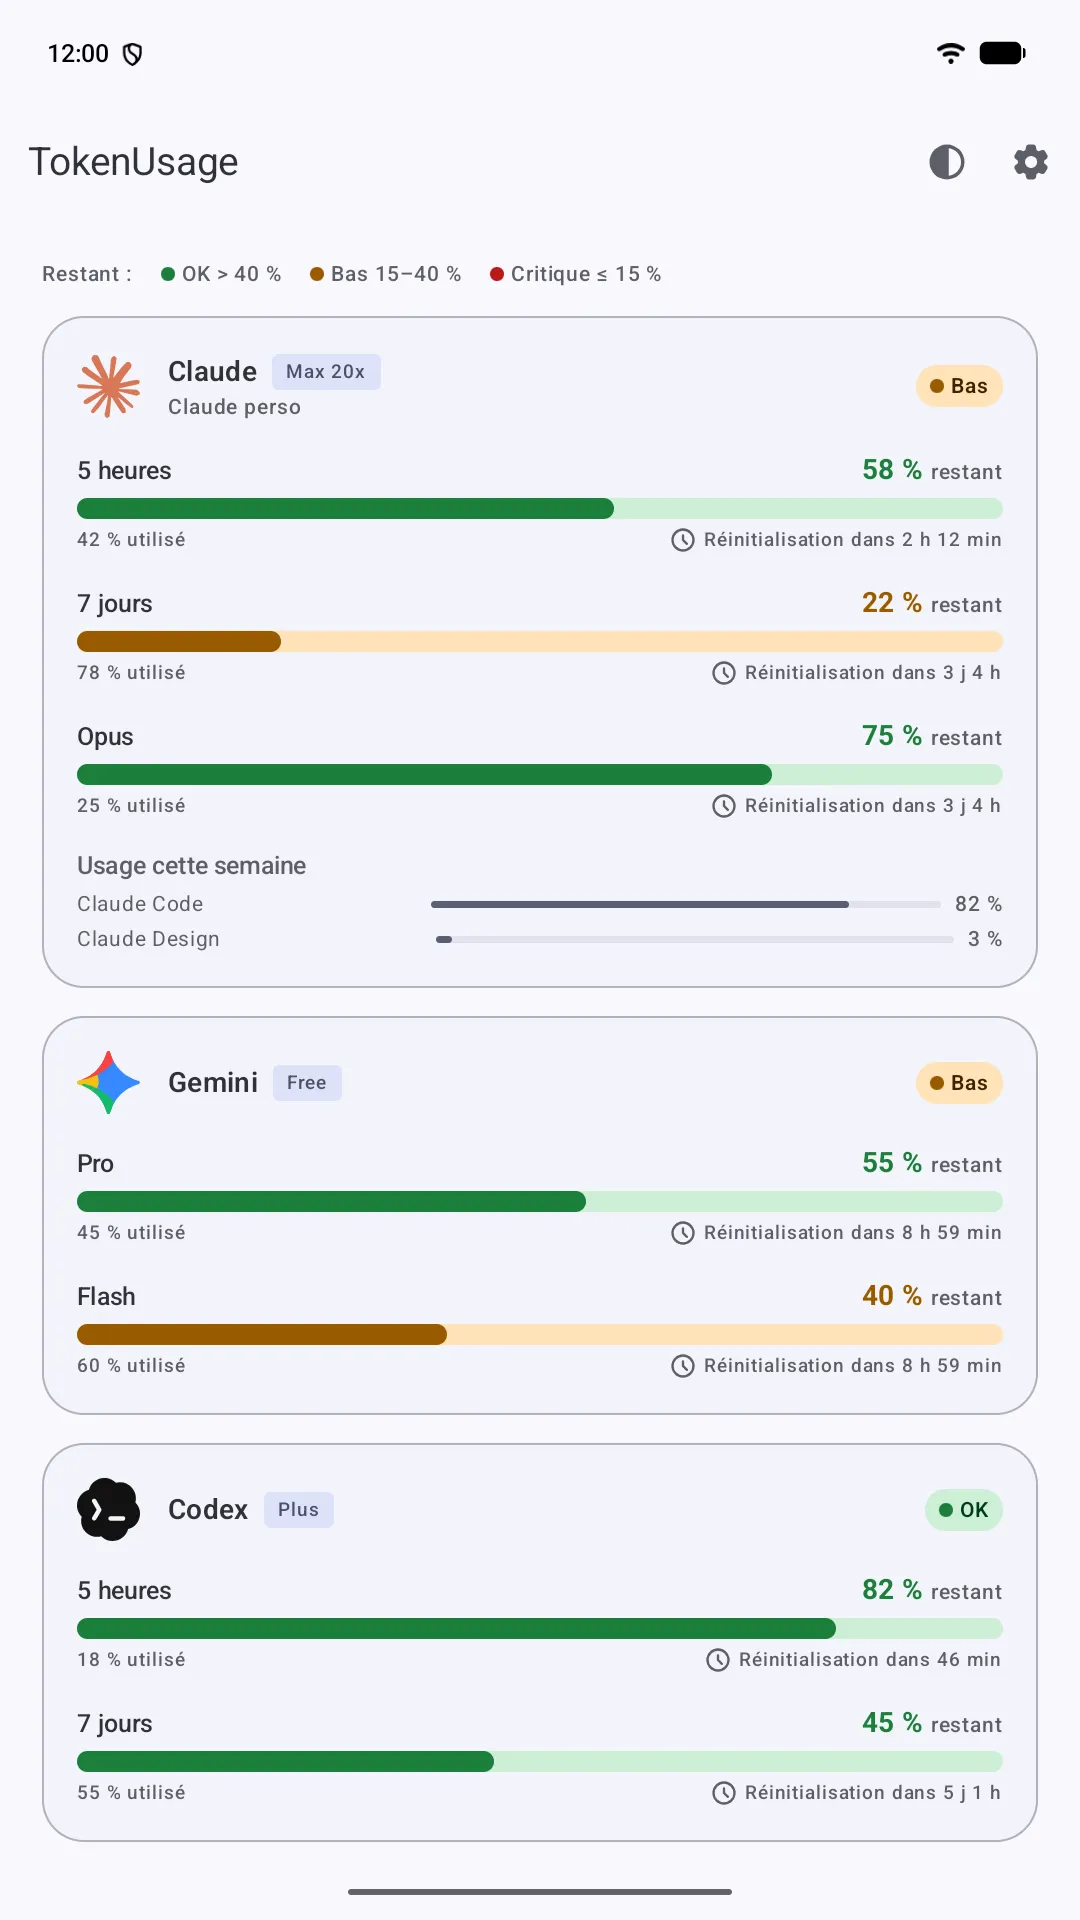 12:00
TokenUsage
Restant : OK > 40 % Bas 15–40 % Critique ≤ 15 %
Claude Max 20x
Claude perso
Bas
5 heures 58 % restant
42 % utilisé Réinitialisation dans 2 h 12 min
7 jours 22 % restant
78 % utilisé Réinitialisation dans 3 j 4 h
Opus 75 % restant
25 % utilisé Réinitialisation dans 3 j 4 h
Usage cette semaine
Claude Code 82 %
Claude Design 3 %
Gemini Free Bas
Pro 55 % restant
45 % utilisé Réinitialisation dans 8 h 59 min
Flash 40 % restant
60 % utilisé Réinitialisation dans 8 h 59 min
Codex Plus OK
5 heures 82 % restant
18 % utilisé Réinitialisation dans 46 min
7 jours 45 % restant
55 % utilisé Réinitialisation dans 5 j 1 h